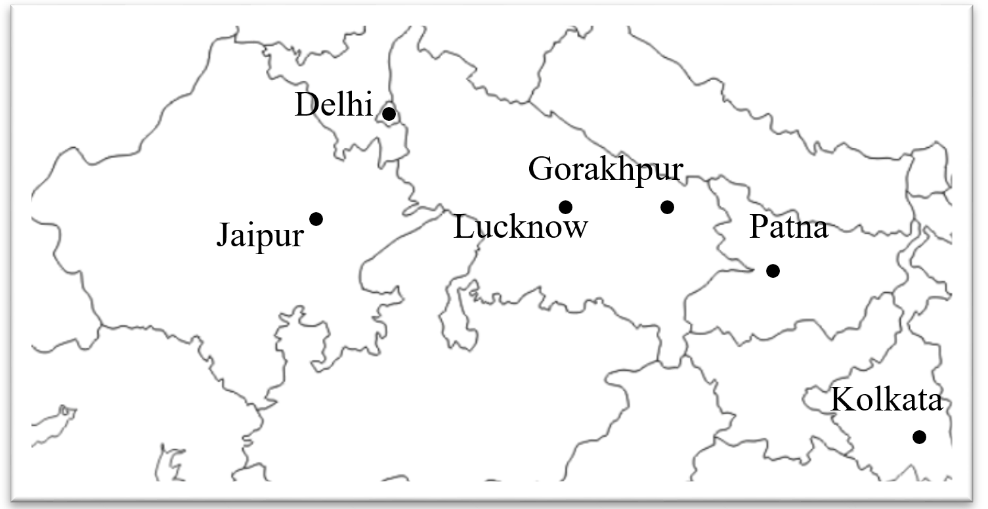 Delhi
Gorakhpur
Jaipur
Lucknow
Patna
Kolkata